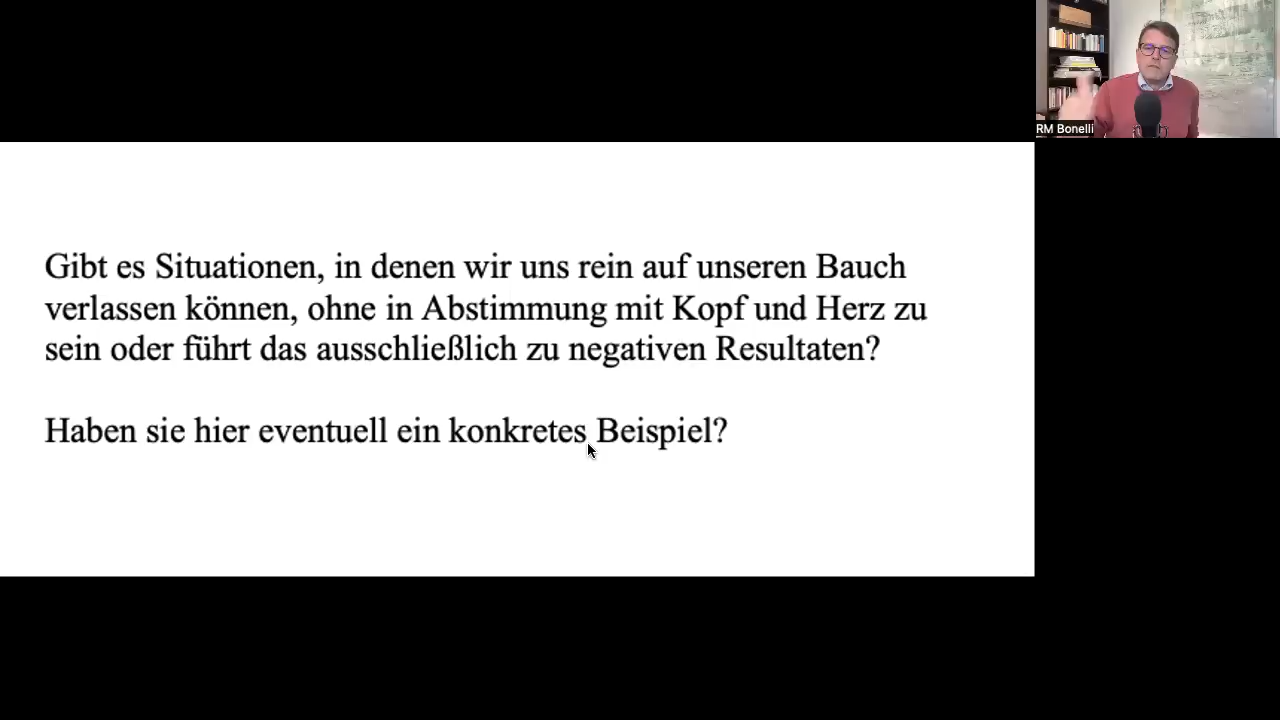 RM Bonelli
Gibt es Situationen, in denen wir uns rein auf unseren Bauch
verlassen können, ohne in Abstimmung mit Kopf und Herz zu
sein oder führt das ausschließlich zu negativen Resultaten?
Haben sie hier eventuell ein konkretes Beispiel?